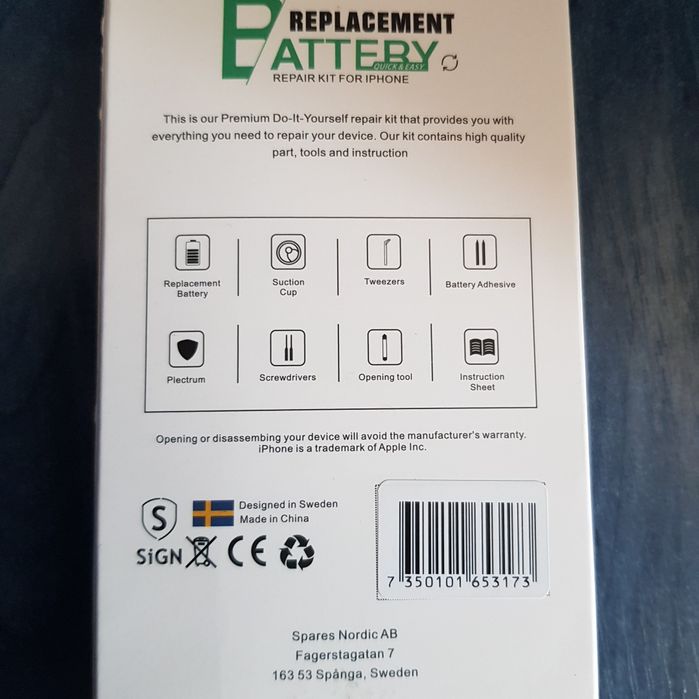 REPLACEMENT
BATTERY
QUICK & EASY
REPAIR KIT FOR IPHONE
This is our Premium Do-It-Yourself repair kit that provides you with
everything you need to repair your device. Our kit contains high quality
part, tools and instruction
Replacement
Battery
Suction
Cup
Tweezers
Battery Adhesive
Plectrum
Screwdrivers
Opening tool
Instruction
Sheet
Opening or disassembing your device will avoid the manufacturer's warranty.
iPhone is a trademark of Apple Inc.
S
SiGN
Designed in Sweden
Made in China
CE
7 350101 653173
Spares Nordic AB
Fagerstagatan 7
163 53 Spånga, Sweden